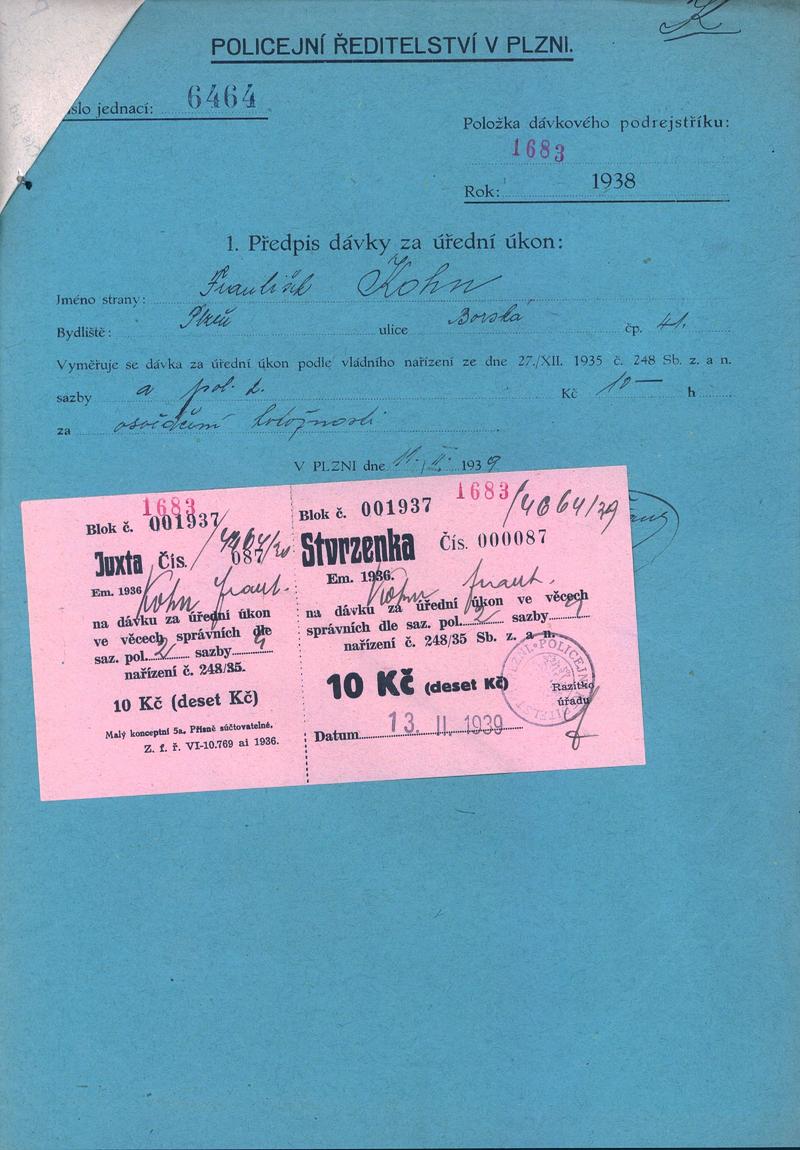 K
POLICEJNÍ ŘEDITELSTVÍ V PLZNI.
slo jednací: 6464
Položka dávkového podrejstříku:
1683
Rok: 1938
1. Předpis dávky za úřední úkon:
Jméno strany: František Kohn
Bydliště: Plzeň ulice Borská čp. 41.
Vyměřuje se dávka za úřední úkon podle vládního nařízení ze dne 27./XII. 1935 č. 248 Sb. z. a n.
sazby a pol. 2. Kč 10— h
za osvědčení totožnosti
V PLZNI dne 11. II. 1939
1683
Blok č. 001937
Juxta Čís. 087
Em. 1936
Kohn Frant.
na dávku za úřední úkon
ve věcech správních dle
saz. pol. 2 sazby a
nařízení č. 248/35.
10 Kč (deset Kč)
Malý konceptní 5a. Přísně súčtovatelné.
Z. f. ř. VI-10.769 ai 1936.
1683
Blok č. 001937
Stvrzenka Čís. 000087
Em. 1936.
Kohn Frant.
na dávku za úřední úkon ve věcech
správních dle saz. pol. 2 sazby a
nařízení č. 248/35 Sb. z. a n.
10 Kč (deset Kč)
Razítko
úřadu
Datum 13. II. 1939